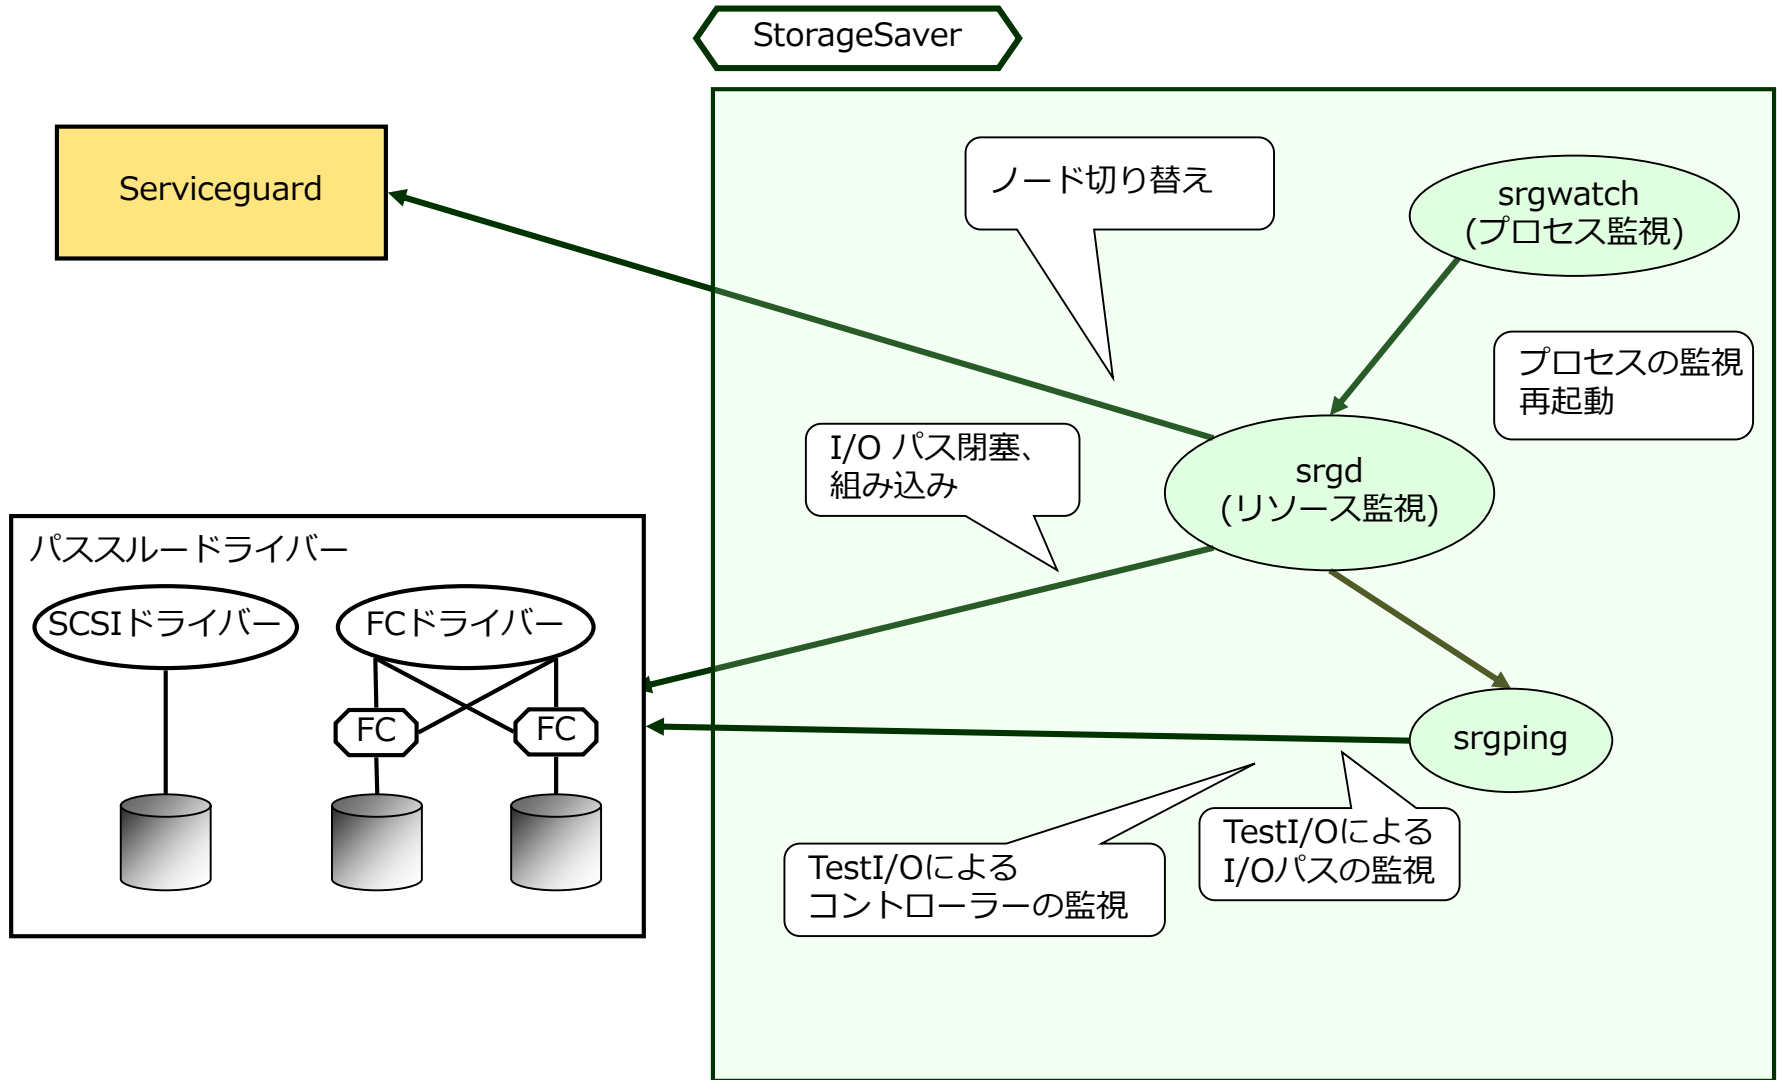 StorageSaver
Serviceguard
ノード切り替え
srgwatch
(プロセス監視)
プロセスの監視
再起動
I/O パス閉塞、
組み込み
srgd
(リソース監視)
パススルードライバー
SCSIドライバー
FCドライバー
FC
FC
srgping
TestI/Oによる
コントローラーの監視
TestI/Oによる
I/Oパスの監視